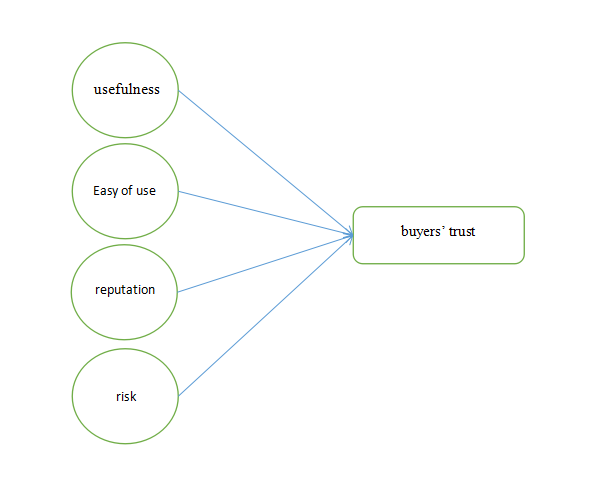 usefulness
Easy of use
buyers’ trust
reputation
risk